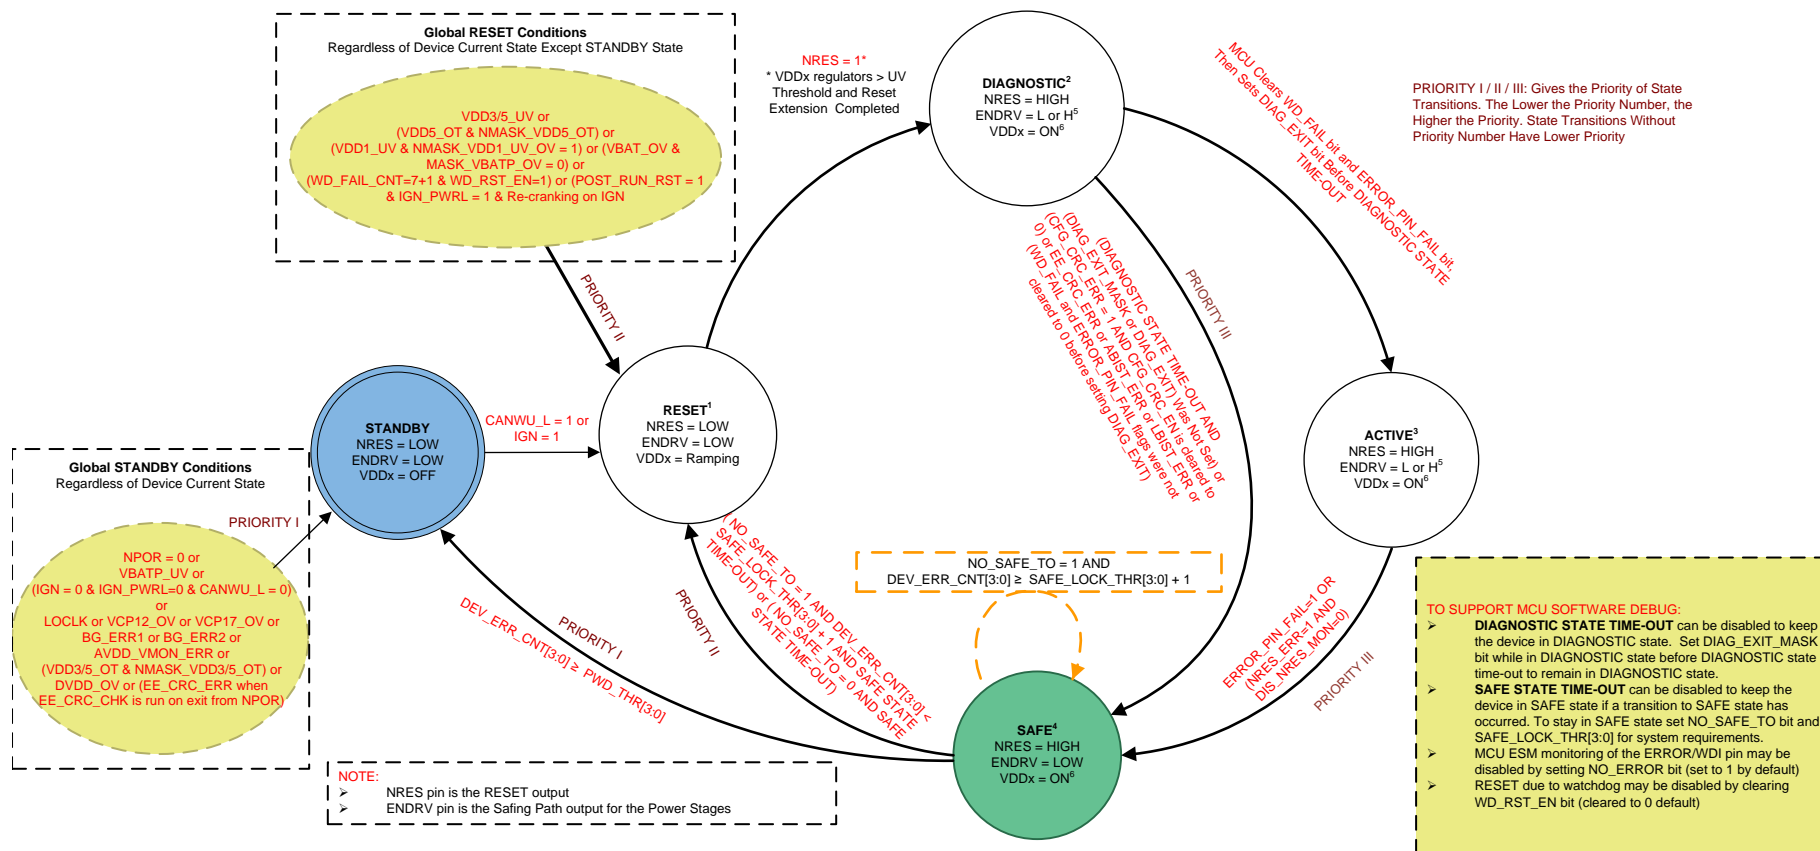 Global RESET Conditions
Regardless of Device Current State Except STANDBY State
VDD3/5_UV or
(VDD5_OT & NMASK_VDD5_OT) or
(VDD1_UV & NMASK_VDD1_UV_OV = 1) or (VBAT_OV &
MASK_VBATP_OV = 0) or
(WD_FAIL_CNT=7+1 & WD_RST_EN=1) or (POST_RUN_RST = 1
& IGN_PWRL = 1 & Re-cranking on IGN
PRIORITY II
NRES = 1*
* VDDx regulators > UV
Threshold and Reset
Extension Completed
DIAGNOSTIC2
NRES = HIGH
ENDRV = L or H5
VDDx = ON6
MCU Clears WD_FAIL bit and ERROR_PIN_FAIL bit,
Then Sets DIAG_EXIT bit Before DIAGNOSTIC STATE
TIME-OUT
PRIORITY I / II / III: Gives the Priority of State
Transitions. The Lower the Priority Number, the
Higher the Priority. State Transitions Without
Priority Number Have Lower Priority
(DIAGNOSTIC STATE TIME-OUT AND
(DIAG_EXIT_MASK or DIAG_EXIT) Was Not Set) or
(CFG_CRC_ERR = 1 AND CFG_CRC_EN is cleared to
0) or EE_CRC_ERR or ABIST_ERR or LBIST_ERR or
(WD_FAIL and ERROR_PIN_FAIL flags were not
cleared to 0 before setting DIAG_EXIT)
PRIORITY III
STANDBY
NRES = LOW
ENDRV = LOW
VDDx = OFF
CANWU_L = 1 or
IGN = 1
RESET1
NRES = LOW
ENDRV = LOW
VDDx = Ramping
ACTIVE3
NRES = HIGH
ENDRV = L or H5
VDDx = ON6
Global STANDBY Conditions
Regardless of Device Current State
PRIORITY I
NPOR = 0 or
VBATP_UV or
(IGN = 0 & IGN_PWRL=0 & CANWU_L = 0)
or
LOCLK or VCP12_OV or VCP17_OV or
BG_ERR1 or BG_ERR2 or
AVDD_VMON_ERR or
(VDD3/5_OT & NMASK_VDD3/5_OT) or
DVDD_OV or (EE_CRC_ERR when
EE_CRC_CHK is run on exit from NPOR)
PRIORITY I
DEV_ERR_CNT[3:0] ≥ PWD_THR[3:0]
PRIORITY II
( NO_SAFE_TO = 1 AND DEV_ERR_CNT[3:0] <
SAFE_LOCK_THR[3:0] + 1 AND SAFE STATE
TIME-OUT) or ( NO_SAFE_TO = 0 AND SAFE
STATE TIME-OUT)
NO_SAFE_TO = 1 AND
DEV_ERR_CNT[3:0] ≥ SAFE_LOCK_THR[3:0] + 1
SAFE4
NRES = HIGH
ENDRV = LOW
VDDx = ON6
ERROR_PIN_FAIL=1 OR
(NRES_ERR=1 AND
DIS_NRES_MON=0)
PRIORITY III
NOTE:
➢ NRES pin is the RESET output
➢ ENDRV pin is the Safing Path output for the Power Stages
TO SUPPORT MCU SOFTWARE DEBUG:
➢ DIAGNOSTIC STATE TIME-OUT can be disabled to keep
the device in DIAGNOSTIC state. Set DIAG_EXIT_MASK
bit while in DIAGNOSTIC state before DIAGNOSTIC state
time-out to remain in DIAGNOSTIC state.
➢ SAFE STATE TIME-OUT can be disabled to keep the
device in SAFE state if a transition to SAFE state has
occurred. To stay in SAFE state set NO_SAFE_TO bit and
SAFE_LOCK_THR[3:0] for system requirements.
➢ MCU ESM monitoring of the ERROR/WDI pin may be
disabled by setting NO_ERROR bit (set to 1 by default)
➢ RESET due to watchdog may be disabled by clearing
WD_RST_EN bit (cleared to 0 default)